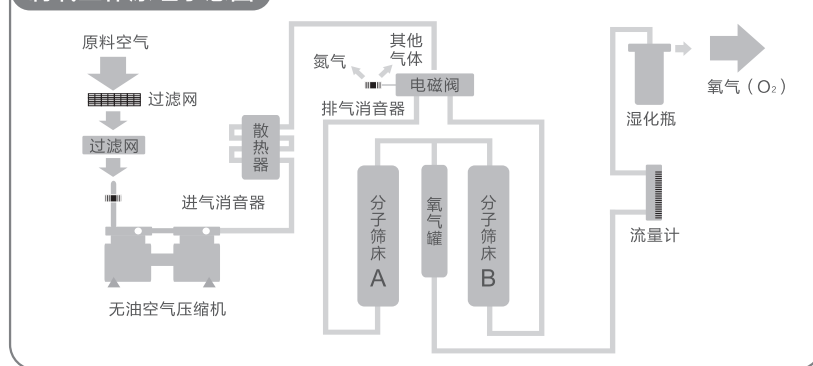 原料空气
过滤网
过滤网
进气消音器
无油空气压缩机
散热器
氮气
其他
气体
电磁阀
排气消音器
分子筛床A
氧气罐
分子筛床B
湿化瓶
氧气（O₂）
流量计